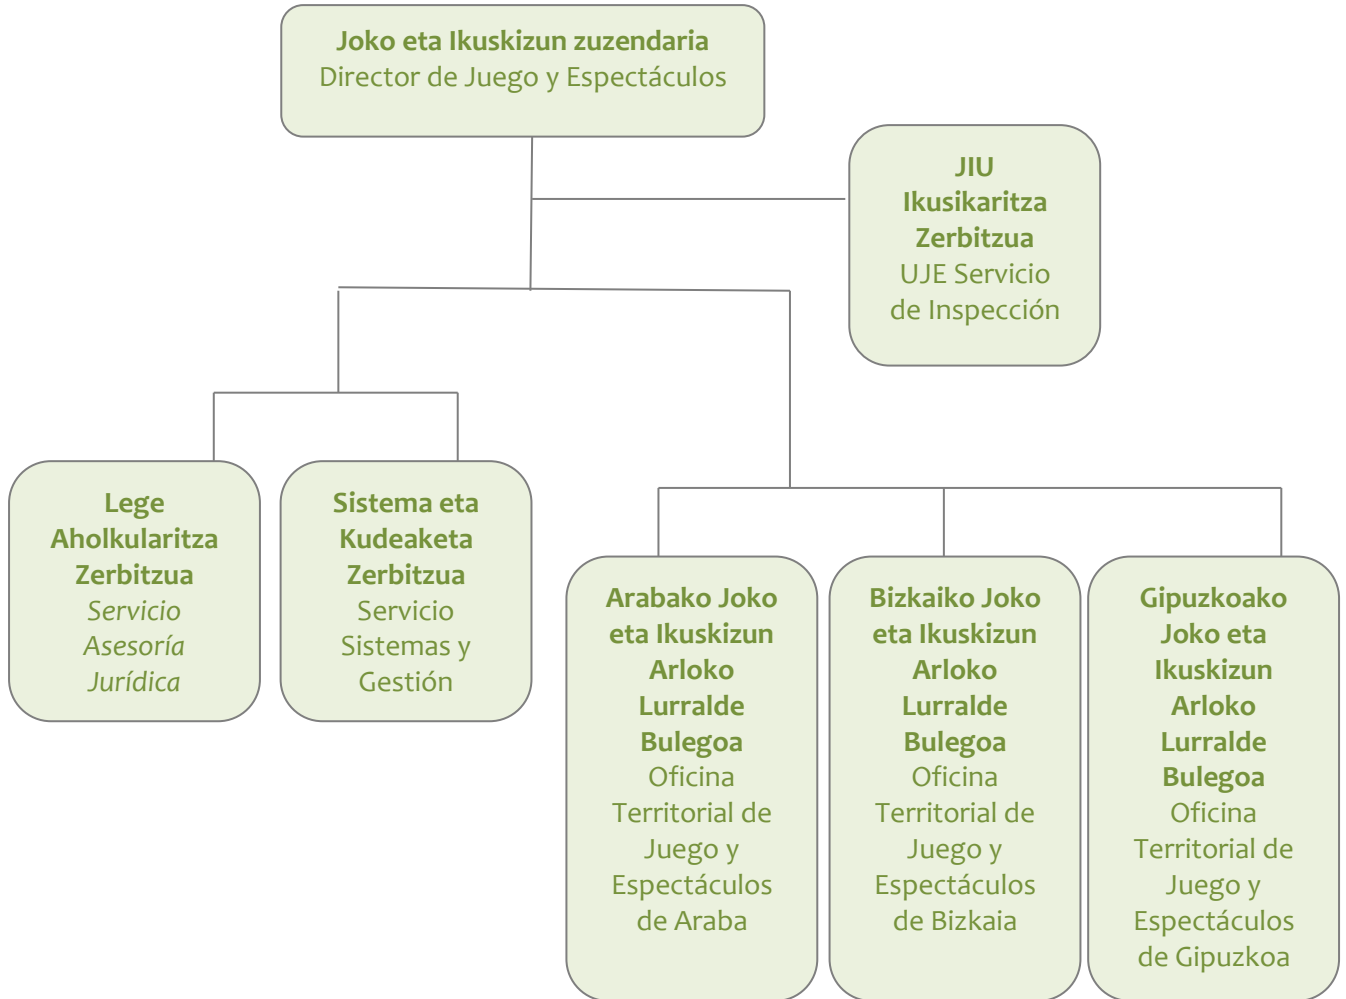 Joko eta Ikuskizun zuzendaria
Director de Juego y Espectáculos
JIU
Ikusikaritza
Zerbitzua
UJE Servicio
de Inspección
Lege
Aholkularitza
Zerbitzua
Servicio
Asesoría
Jurídica
Sistema eta
Kudeaketa
Zerbitzua
Servicio
Sistemas y
Gestión
Arabako Joko
eta Ikuskizun
Arloko
Lurralde
Bulegoa
Oficina
Territorial de
Juego y
Espectáculos
de Araba
Bizkaiko Joko
eta Ikuskizun
Arloko
Lurralde
Bulegoa
Oficina
Territorial de
Juego y
Espectáculos
de Bizkaia
Gipuzkoako
Joko eta
Ikuskizun
Arloko
Lurralde
Bulegoa
Oficina
Territorial de
Juego y
Espectáculos
de Gipuzkoa